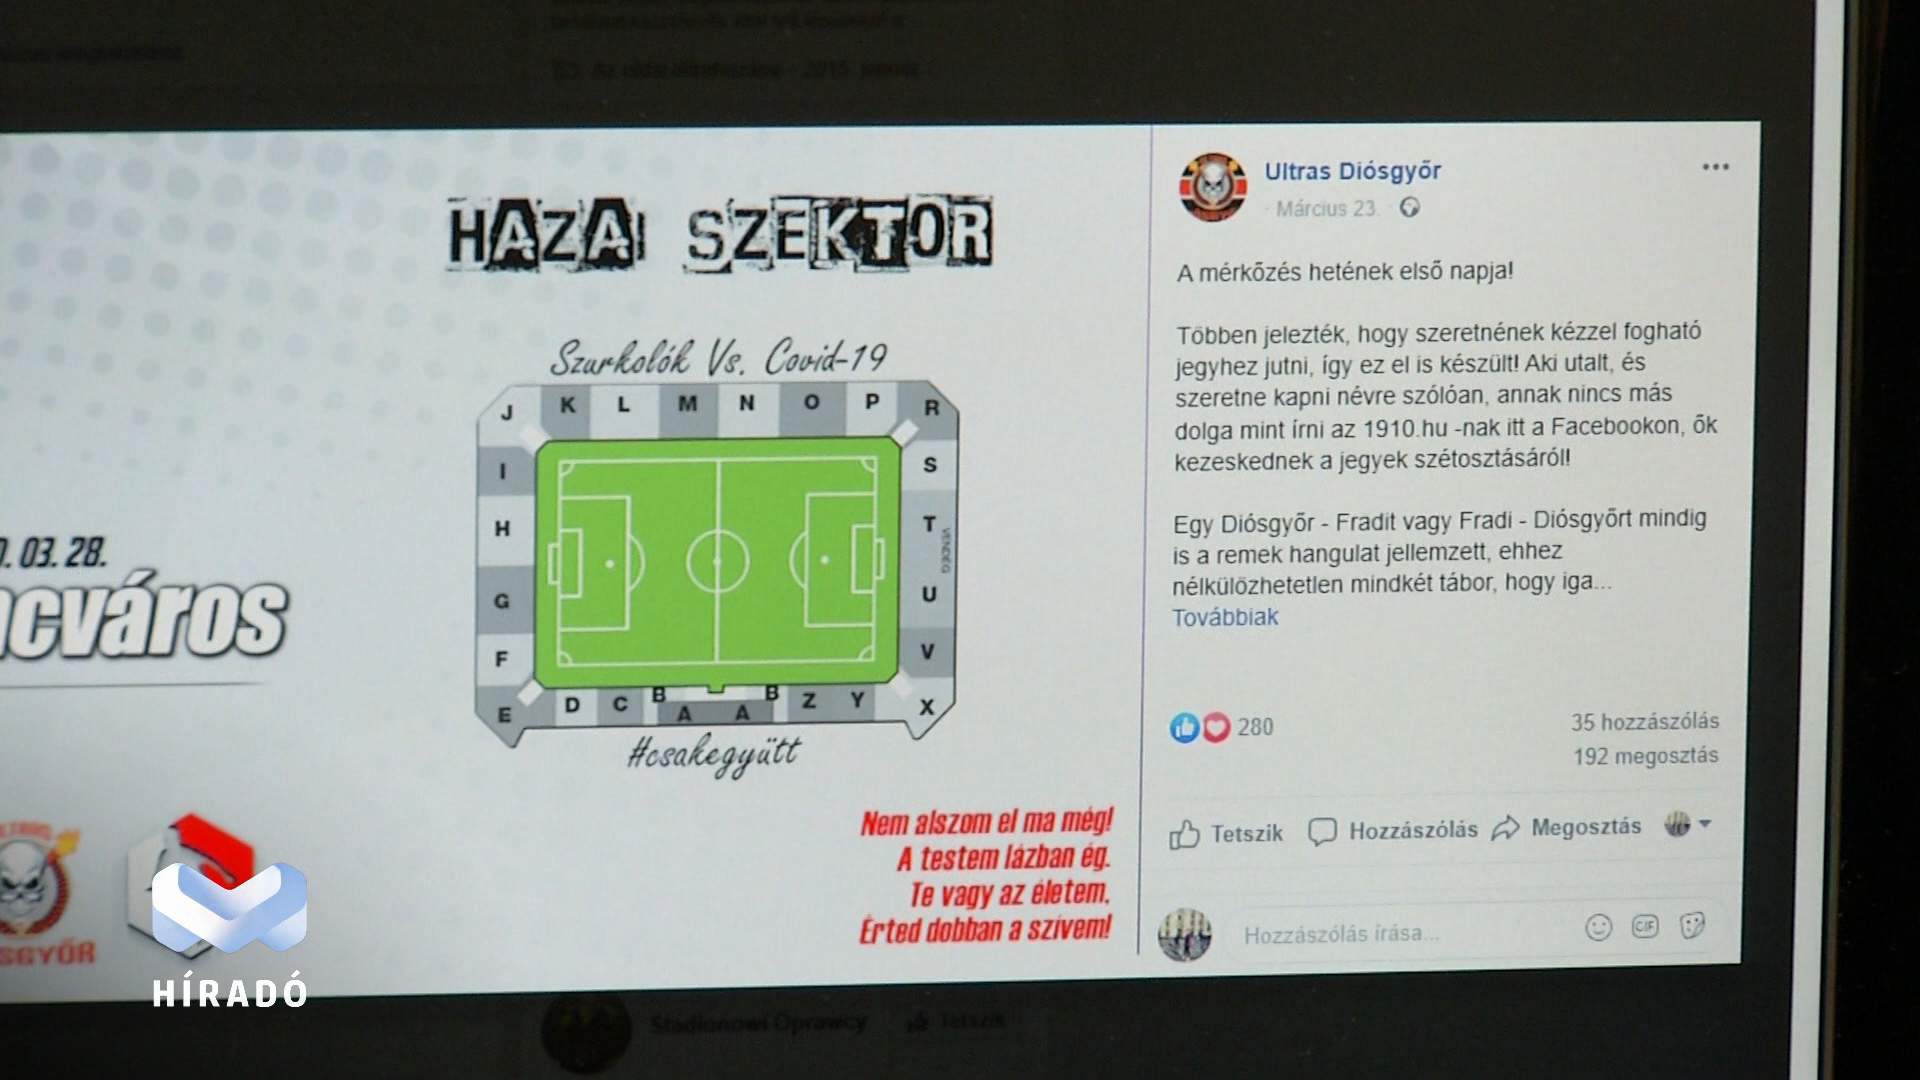 HAZAI SZEKTOR
Szurkolók Vs. Covid-19
J K L M N O P R
I S
H T
VENDÉG
G U
F V
E D C B A A B Z Y X
#csakegyütt
03. 28.
Nem alszom el ma még!
A testem lázban ég.
Te vagy az életem,
Érted dobban a szívem!
HÍRADÓ
Ultras Diósgyőr
Március 23.
A mérkőzés hetének első napja!
Többen jelezték, hogy szeretnének kézzel fogható
jegyhez jutni, így ez el is készült! Aki utalt, és
szeretne kapni névre szólóan, annak nincs más
dolga mint írni az 1910.hu -nak itt a Facebookon, ők
kezeskednek a jegyek szétosztásáról!
Egy Diósgyőr - Fradit vagy Fradi - Diósgyőrt mindig
is a remek hangulat jellemzett, ehhez
nélkülözhetetlen mindkét tábor, hogy iga...
Továbbiak
280
35 hozzászólás
192 megosztás
Tetszik Hozzászólás Megosztás
Hozzászólás írása...
GIF
Stadionowi Oprawcy Tetszik